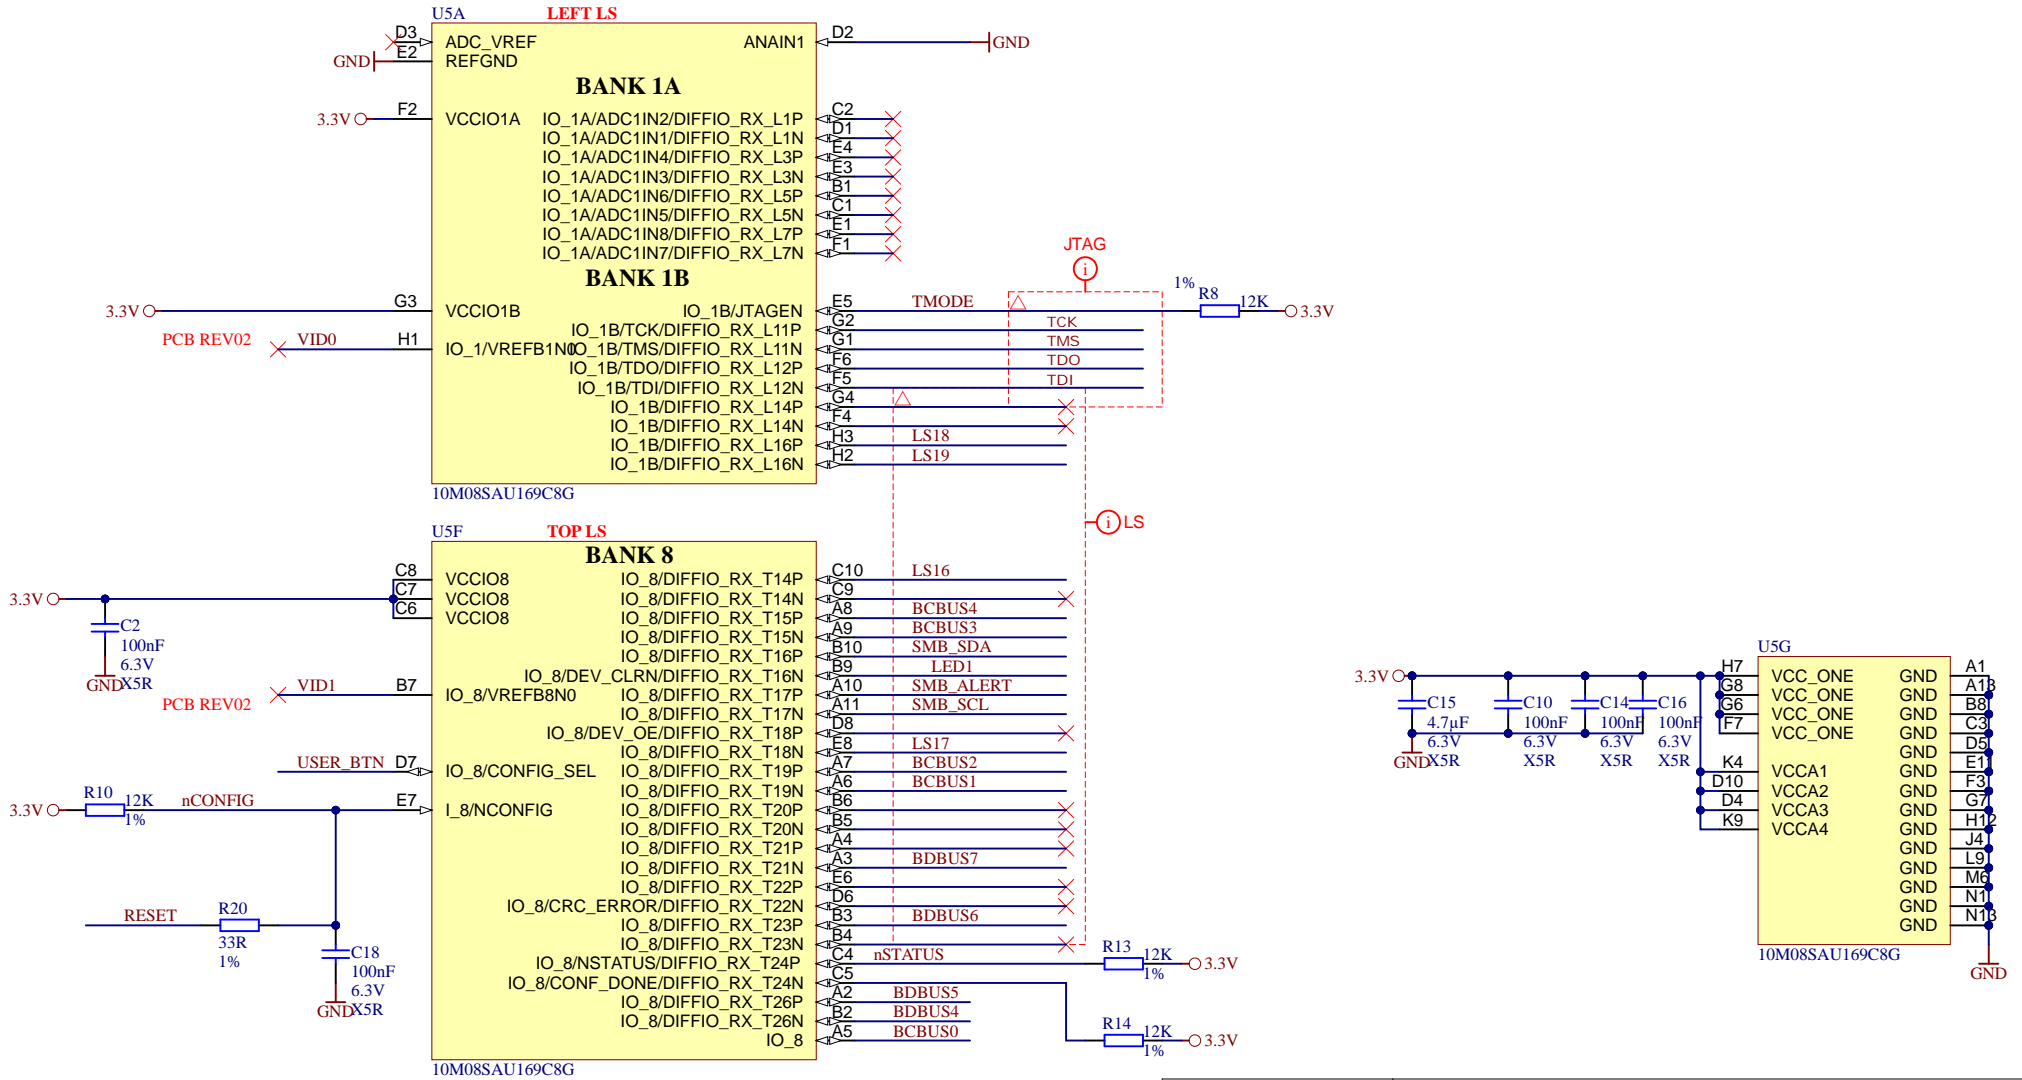 U5A
LEFT LS
D3
ADC_VREF
ANAIN1
D2
GND
GND
E2
REFGND
BANK 1A
3.3V
F2
VCCIO1A
IO_1A/ADC1IN2/DIFFIO_RX_L1P
C2
IO_1A/ADC1IN1/DIFFIO_RX_L1N
D1
IO_1A/ADC1IN4/DIFFIO_RX_L3P
E4
IO_1A/ADC1IN3/DIFFIO_RX_L3N
E3
IO_1A/ADC1IN6/DIFFIO_RX_L5P
B1
IO_1A/ADC1IN5/DIFFIO_RX_L5N
C1
IO_1A/ADC1IN8/DIFFIO_RX_L7P
E1
IO_1A/ADC1IN7/DIFFIO_RX_L7N
F1
BANK 1B
JTAG
i
3.3V
G3
VCCIO1B
IO_1B/JTAGEN
E5
TMODE
1%
R8
12K
3.3V
IO_1B/TCK/DIFFIO_RX_L11P
G2
TCK
PCB REV02
VID0
H1
IO_1/VREFB1N0
IO_1B/TMS/DIFFIO_RX_L11N
G1
TMS
IO_1B/TDO/DIFFIO_RX_L12P
F6
TDO
IO_1B/TDI/DIFFIO_RX_L12N
F5
TDI
IO_1B/DIFFIO_RX_L14P
G4
IO_1B/DIFFIO_RX_L14N
F4
IO_1B/DIFFIO_RX_L16P
H3
LS18
IO_1B/DIFFIO_RX_L16N
H2
LS19
10M08SAU169C8G
i
LS
U5F
TOP LS
BANK 8
C8
VCCIO8
IO_8/DIFFIO_RX_T14P
C10
LS16
3.3V
C7
VCCIO8
IO_8/DIFFIO_RX_T14N
C9
C6
VCCIO8
IO_8/DIFFIO_RX_T15P
A8
BCBUS4
C2
100nF
6.3V
X5R
GND
IO_8/DIFFIO_RX_T15N
A9
BCBUS3
IO_8/DIFFIO_RX_T16P
B10
SMB_SDA
IO_8/DEV_CLRN/DIFFIO_RX_T16N
B9
LED1
PCB REV02
VID1
B7
IO_8/VREFB8N0
IO_8/DIFFIO_RX_T17P
A10
SMB_ALERT
IO_8/DIFFIO_RX_T17N
A11
SMB_SCL
IO_8/DEV_OE/DIFFIO_RX_T18P
D8
IO_8/DIFFIO_RX_T18N
E8
LS17
USER_BTN
D7
IO_8/CONFIG_SEL
IO_8/DIFFIO_RX_T19P
A7
BCBUS2
IO_8/DIFFIO_RX_T19N
A6
BCBUS1
3.3V
R10
12K
1%
nCONFIG
E7
I_8/NCONFIG
IO_8/DIFFIO_RX_T20P
B6
IO_8/DIFFIO_RX_T20N
B5
IO_8/DIFFIO_RX_T21P
A4
IO_8/DIFFIO_RX_T21N
A3
BDBUS7
IO_8/DIFFIO_RX_T22P
E6
IO_8/CRC_ERROR/DIFFIO_RX_T22N
D6
RESET
R20
33R
1%
IO_8/DIFFIO_RX_T23P
B3
BDBUS6
IO_8/DIFFIO_RX_T23N
B4
C18
100nF
6.3V
X5R
GND
IO_8/NSTATUS/DIFFIO_RX_T24P
C4
nSTATUS
R13
12K
1%
3.3V
IO_8/CONF_DONE/DIFFIO_RX_T24N
C5
IO_8/DIFFIO_RX_T26P
A2
BDBUS5
IO_8/DIFFIO_RX_T26N
B2
BDBUS4
IO_8
A5
BCBUS0
R14
12K
1%
3.3V
10M08SAU169C8G
U5G
3.3V
H7
VCC_ONE
GND
A1
G8
VCC_ONE
GND
A13
G6
VCC_ONE
GND
B8
F7
VCC_ONE
GND
C3
GND
D5
K4
VCCA1
GND
E11
D10
VCCA2
GND
F3
D4
VCCA3
GND
G7
K9
VCCA4
GND
H12
GND
J4
GND
L9
GND
M6
GND
N1
GND
N13
C15
4.7µF
6.3V
X5R
GND
C10
100nF
6.3V
X5R
C14
100nF
6.3V
X5R
C16
100nF
6.3V
X5R
10M08SAU169C8G
GND